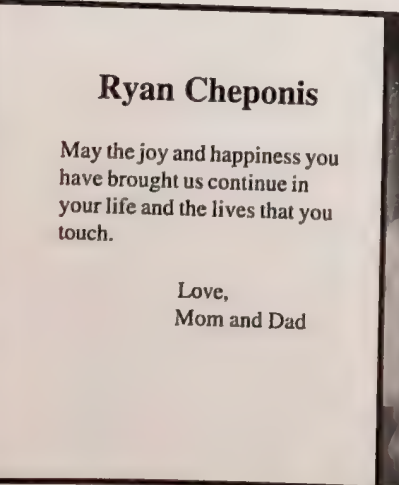 Ryan Cheponis
May the joy and happiness you
have brought us continue in
your life and the lives that you
touch.
Love,
Mom and Dad